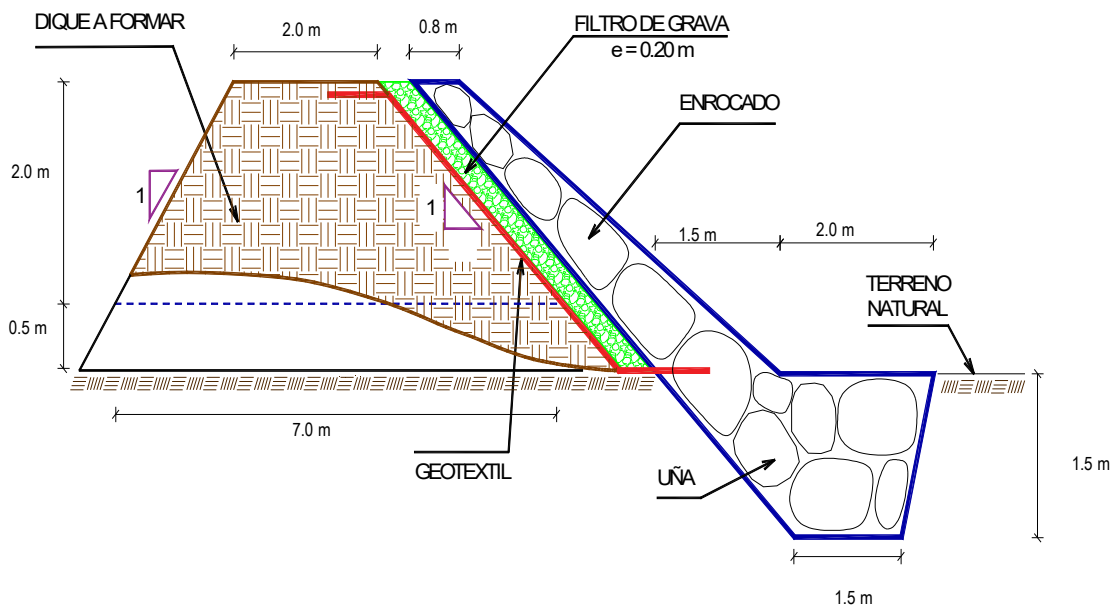 DIQUE A FORMAR
2.0 m
0.8 m
FILTRO DE GRAVA
e = 0.20 m
ENROCADO
2.0 m
1
1
1.5 m
2.0 m
TERRENO
NATURAL
0.5 m
7.0 m
GEOTEXTIL
UÑA
1.5 m
1.5 m